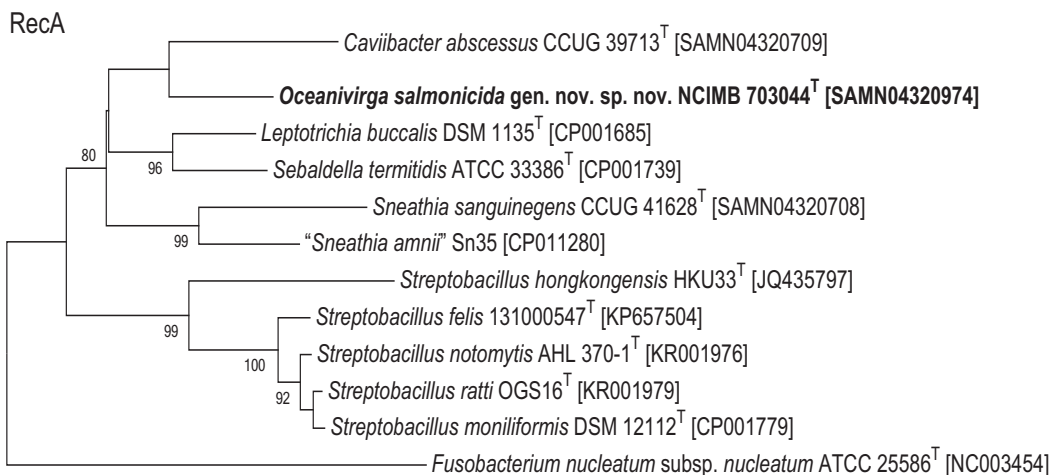 RecA
Caviibacter abscessus CCUG 39713T [SAMN04320709]
Oceanivirga salmonicida gen. nov. sp. nov. NCIMB 703044T [SAMN04320974]
Leptotrichia buccalis DSM 1135T [CP001685]
80
96
Sebaldella termitidis ATCC 33386T [CP001739]
Sneathia sanguinegens CCUG 41628T [SAMN04320708]
99
“Sneathia amnii” Sn35 [CP011280]
Streptobacillus hongkongensis HKU33T [JQ435797]
Streptobacillus felis 131000547T [KP657504]
99
Streptobacillus notomytis AHL 370-1T [KR001976]
100
Streptobacillus ratti OGS16T [KR001979]
92
Streptobacillus moniliformis DSM 12112T [CP001779]
Fusobacterium nucleatum subsp. nucleatum ATCC 25586T [NC003454]